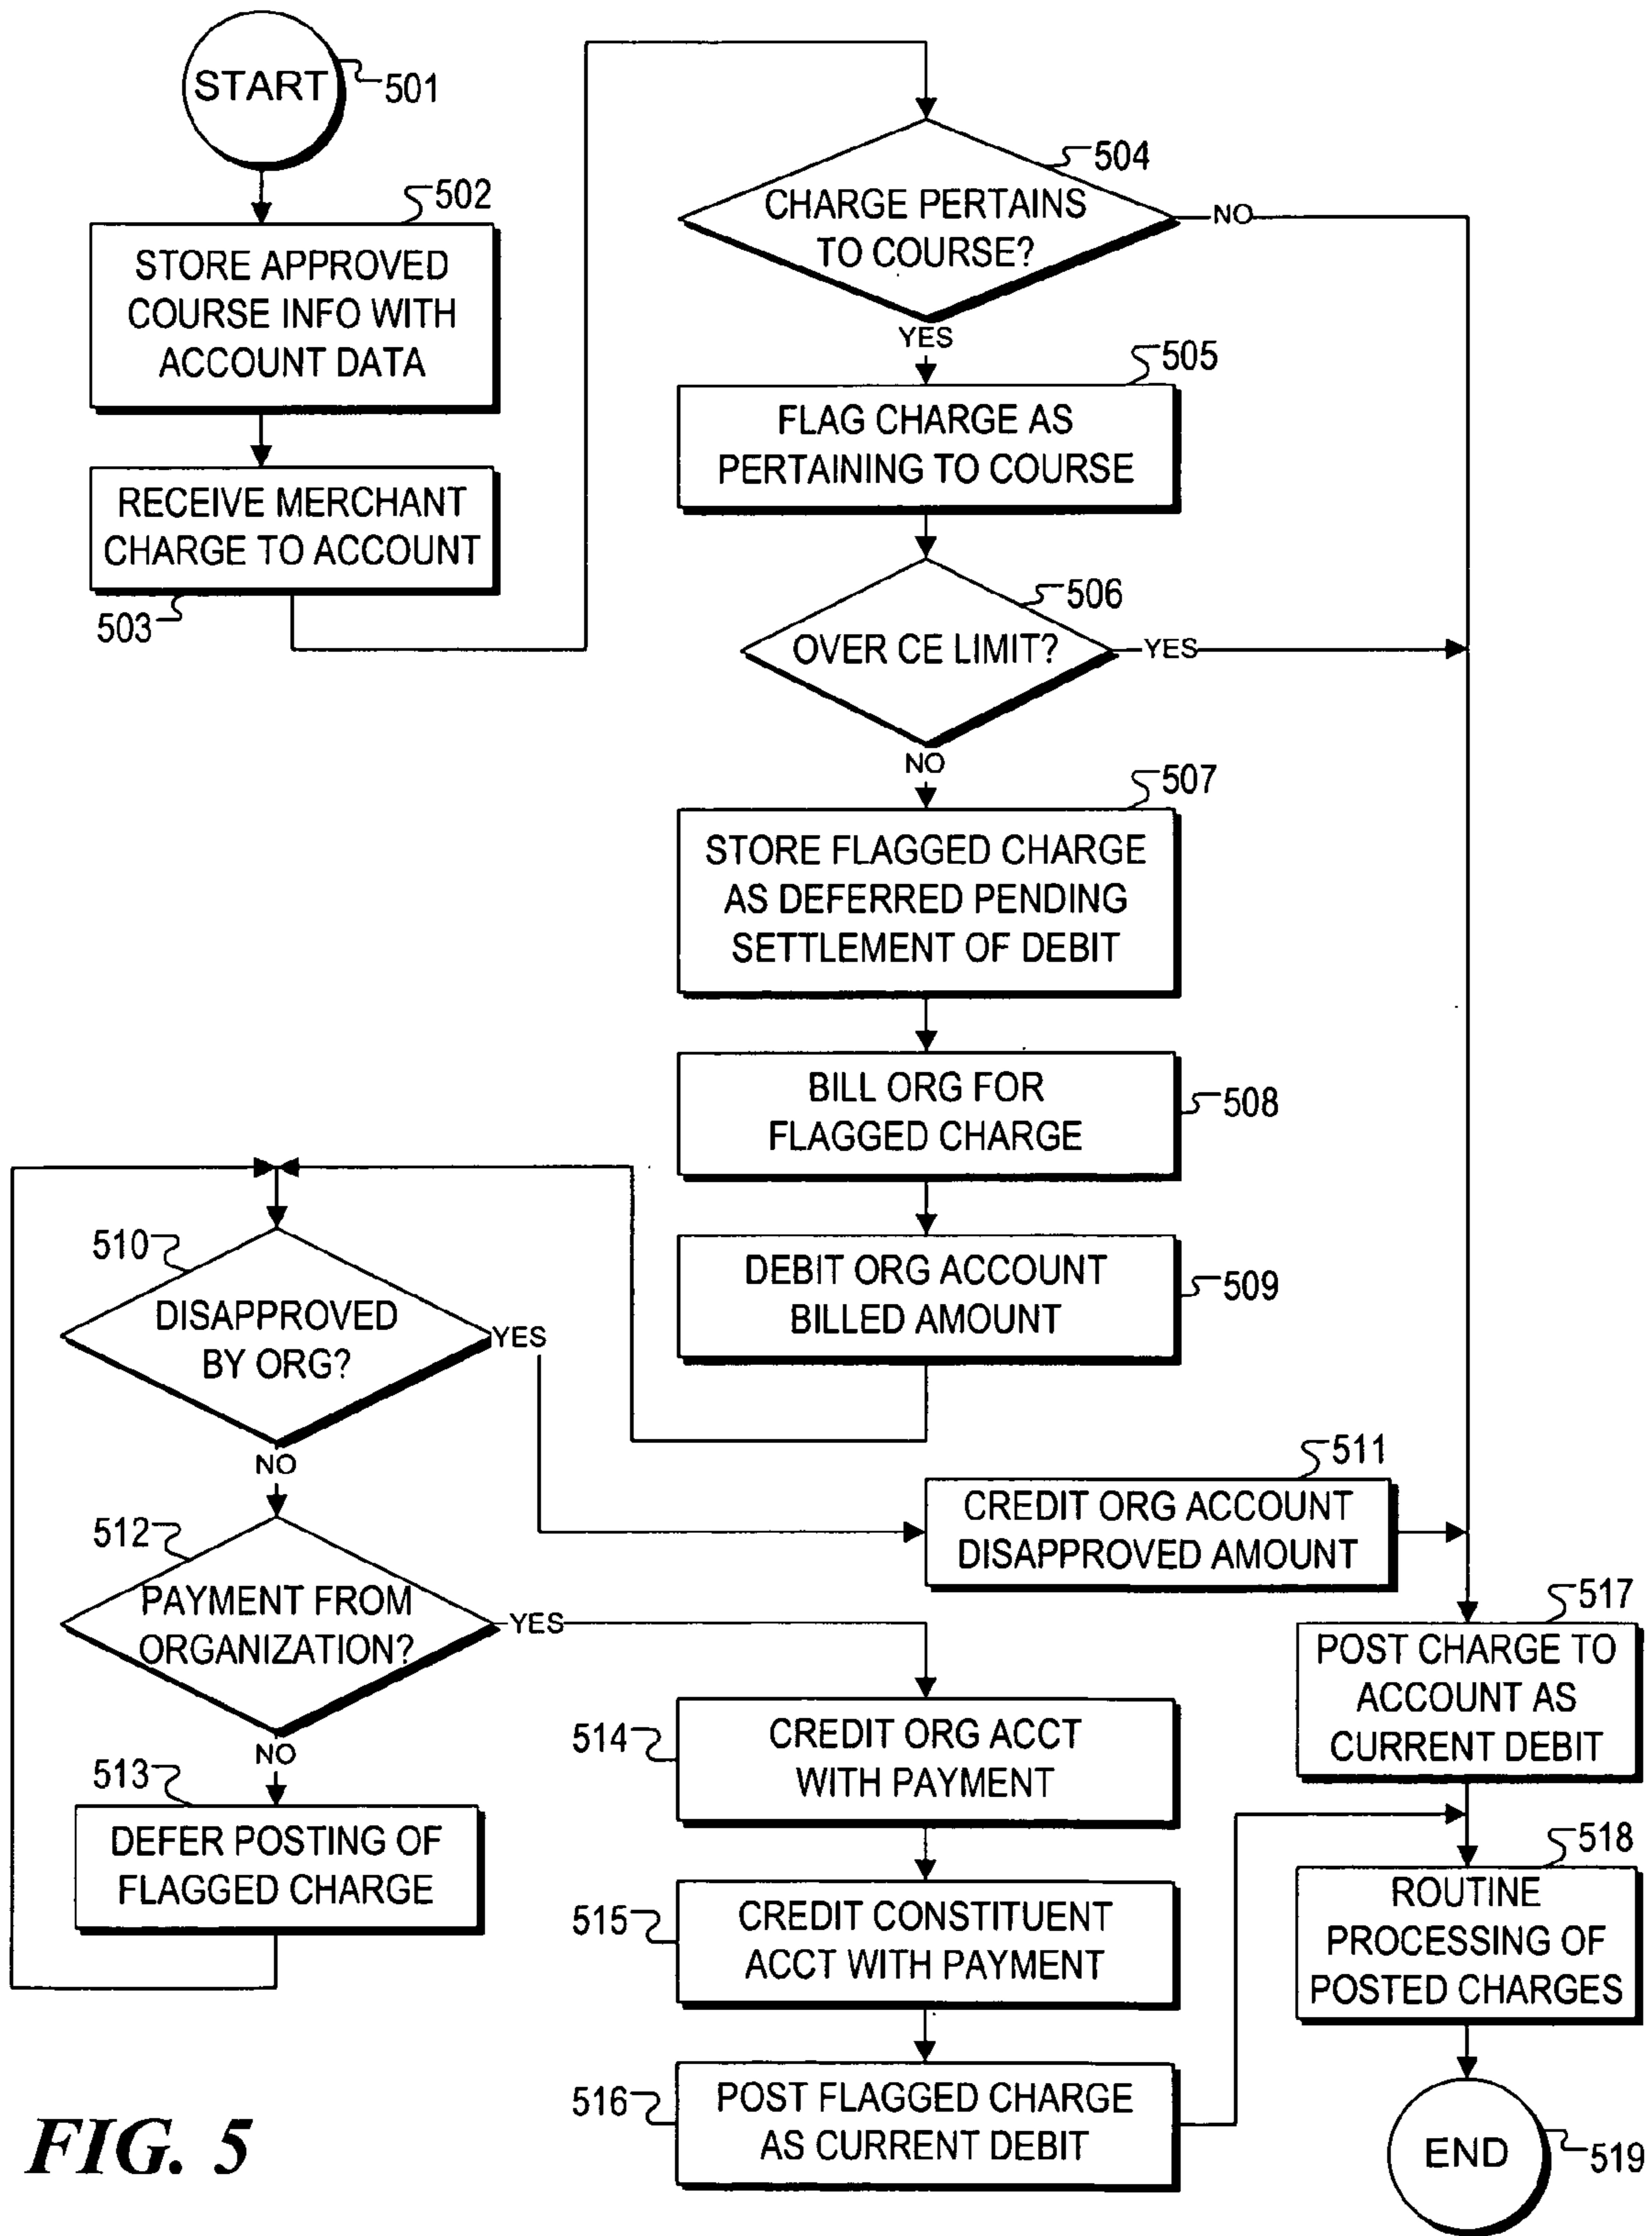 START
501
502
STORE APPROVED
COURSE INFO WITH
ACCOUNT DATA
RECEIVE MERCHANT
CHARGE TO ACCOUNT
503
504
CHARGE PERTAINS
TO COURSE?
NO
YES
505
FLAG CHARGE AS
PERTAINING TO COURSE
506
OVER CE LIMIT?
YES
NO
507
STORE FLAGGED CHARGE
AS DEFERRED PENDING
SETTLEMENT OF DEBIT
BILL ORG FOR
FLAGGED CHARGE
508
DEBIT ORG ACCOUNT
BILLED AMOUNT
509
510
DISAPPROVED
BY ORG?
YES
NO
511
CREDIT ORG ACCOUNT
DISAPPROVED AMOUNT
512
PAYMENT FROM
ORGANIZATION?
YES
NO
513
DEFER POSTING OF
FLAGGED CHARGE
514
CREDIT ORG ACCT
WITH PAYMENT
515
CREDIT CONSTITUENT
ACCT WITH PAYMENT
516
POST FLAGGED CHARGE
AS CURRENT DEBIT
517
POST CHARGE TO
ACCOUNT AS
CURRENT DEBIT
518
ROUTINE
PROCESSING OF
POSTED CHARGES
END
519
FIG. 5